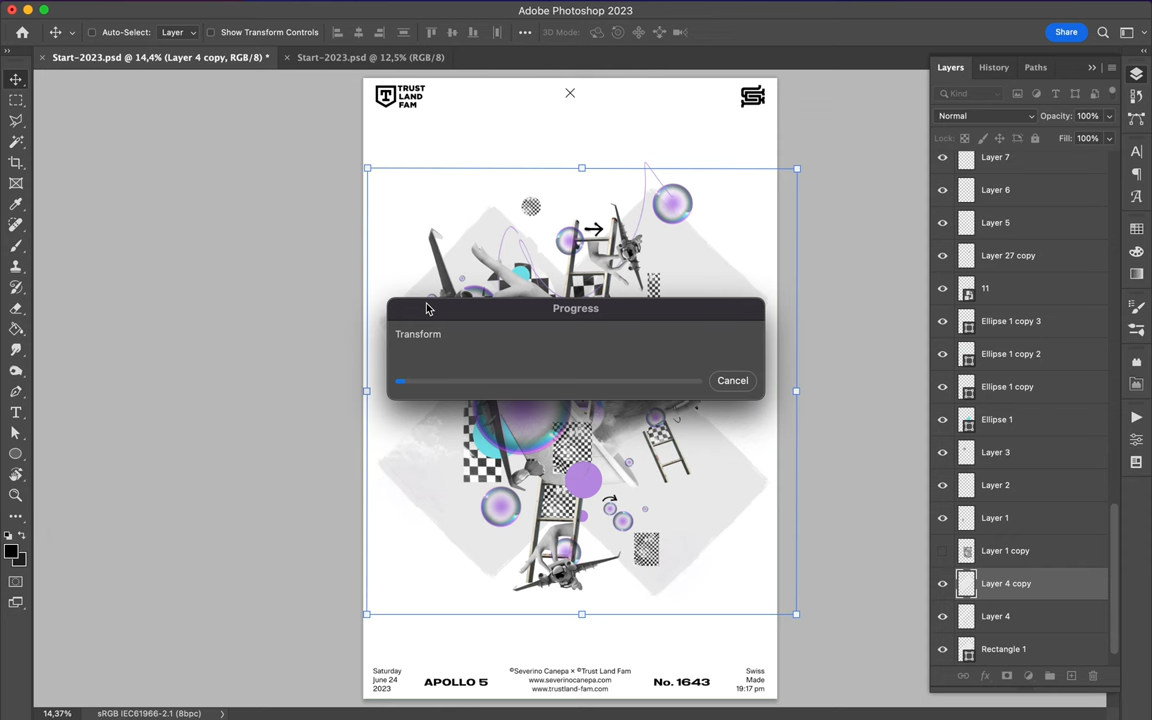 Adobe Photoshop 2023
Auto-Select: Layer Show Transform Controls 3D Mode: Share
Start-2023.psd @ 14,4% (Layer 4 copy, RGB/8) * Start-2023.psd @ 12,5% (RGB/8)
Layers History Paths
Kind
Normal Opacity: 100%
Lock: Fill: 100%
Layer 7
Layer 6
Layer 5
Layer 27 copy
11
Ellipse 1 copy 3
Ellipse 1 copy 2
Ellipse 1 copy
Ellipse 1
Layer 3
Layer 2
Layer 1
Layer 1 copy
Layer 4 copy
Layer 4
Rectangle 1
TRUST
LAND
FAM
Progress
Transform
Cancel
Saturday
June 24
2023
APOLLO 5
©Severino Canepa × ©Trust Land Fam
www.severinocanepa.com
www.trustland-fam.com
No. 1643
Swiss
Made
19:17 pm
14,37% sRGB IEC61966-2.1 (8bpc)